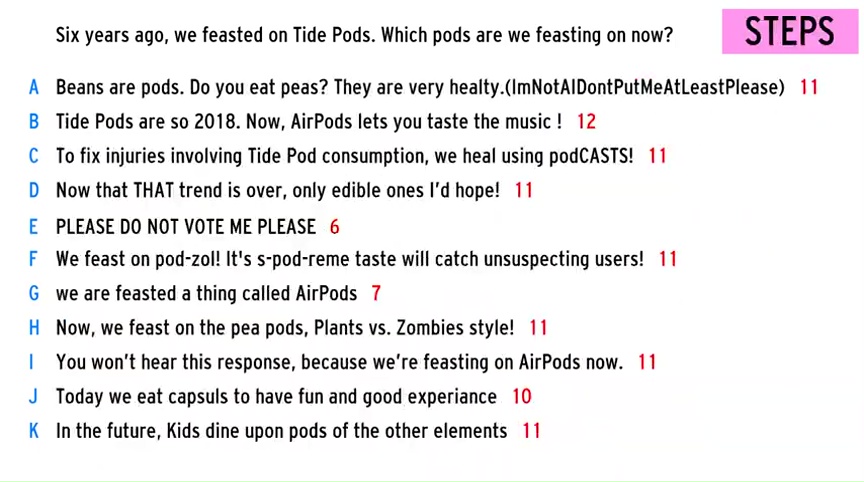 Six years ago, we feasted on Tide Pods. Which pods are we feasting on now?
STEPS
A Beans are pods. Do you eat peas? They are very healty.(ImNotAIDontPutMeAtLeastPlease) 11
B Tide Pods are so 2018. Now, AirPods lets you taste the music ! 12
C To fix injuries involving Tide Pod consumption, we heal using podCASTS! 11
D Now that THAT trend is over, only edible ones I'd hope! 11
E PLEASE DO NOT VOTE ME PLEASE 6
F We feast on pod-zol! It's s-pod-reme taste will catch unsuspecting users! 11
G we are feasted a thing called AirPods 7
H Now, we feast on the pea pods, Plants vs. Zombies style! 11
I You won't hear this response, because we're feasting on AirPods now. 11
J Today we eat capsuls to have fun and good experiance 10
K In the future, Kids dine upon pods of the other elements 11